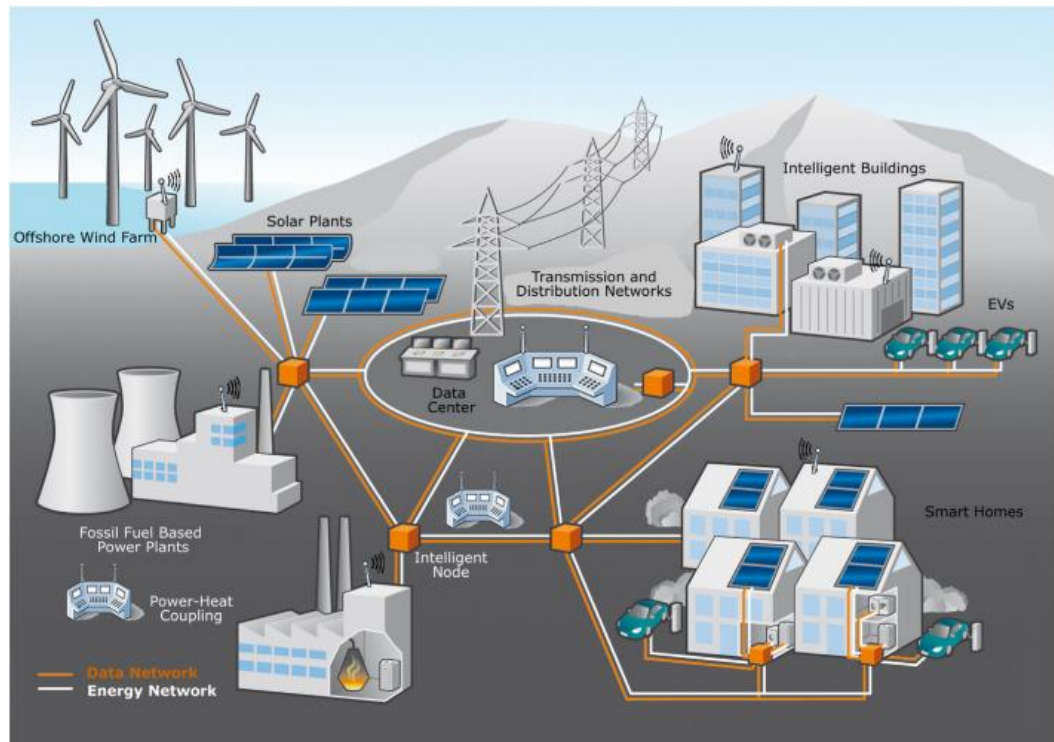 Offshore Wind Farm
Solar Plants
Transmission and
Distribution Networks
Intelligent Buildings
EVs
Data
Center
Fossil Fuel Based
Power Plants
Intelligent
Node
Smart Homes
Power-Heat
Coupling
Data Network
Energy Network